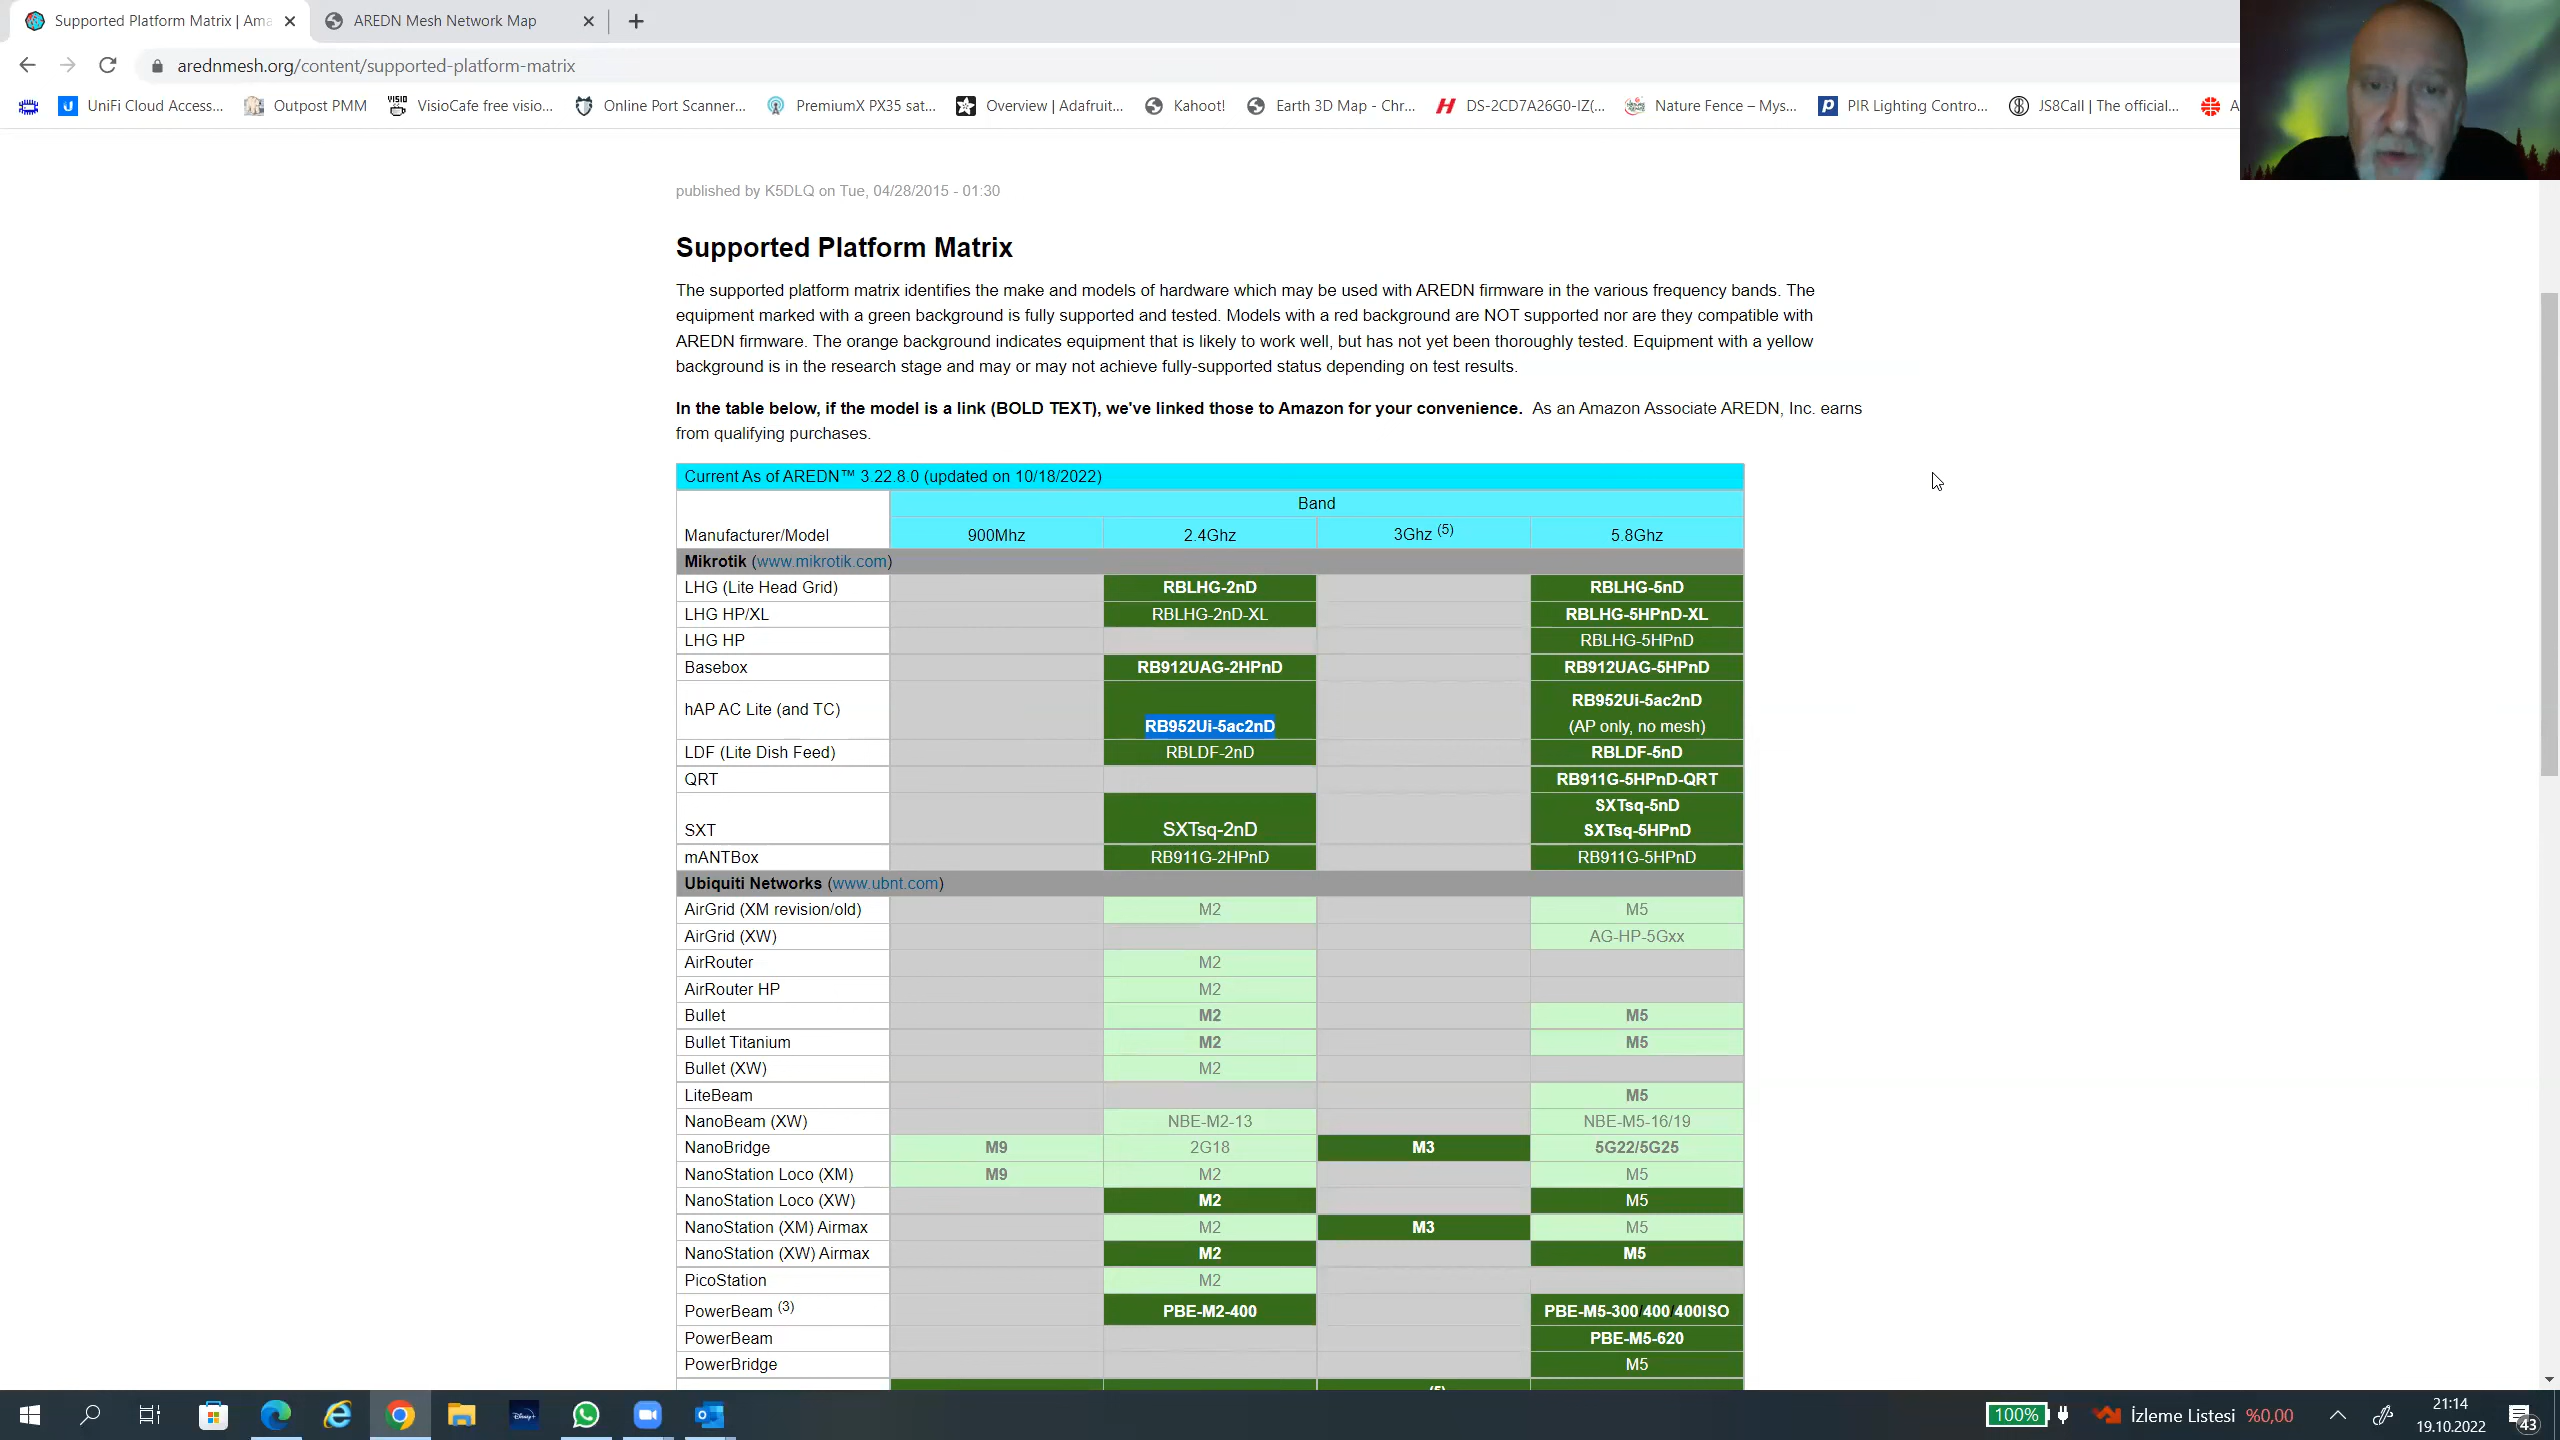 Supported Platform Matrix | Ama
AREDN Mesh Network Map
arednmesh.org/content/supported-platform-matrix
UniFi Cloud Access... Outpost PMM VISIO VisioCafe free visio... Online Port Scanner... PremiumX PX35 sat... Overview | Adafruit... Kahoot! Earth 3D Map - Chr... DS-2CD7A26G0-IZ(... Nature Fence – Mys... PIR Lighting Contro... JS8Call | The official... A
published by K5DLQ on Tue, 04/28/2015 - 01:30
Supported Platform Matrix
The supported platform matrix identifies the make and models of hardware which may be used with AREDN firmware in the various frequency bands. The
equipment marked with a green background is fully supported and tested. Models with a red background are NOT supported nor are they compatible with
AREDN firmware. The orange background indicates equipment that is likely to work well, but has not yet been thoroughly tested. Equipment with a yellow
background is in the research stage and may or may not achieve fully-supported status depending on test results.
In the table below, if the model is a link (BOLD TEXT), we've linked those to Amazon for your convenience. As an Amazon Associate AREDN, Inc. earns
from qualifying purchases.
Current As of AREDN™ 3.22.8.0 (updated on 10/18/2022)
Band
Manufacturer/Model 900Mhz 2.4Ghz 3Ghz (5) 5.8Ghz
Mikrotik (www.mikrotik.com)
LHG (Lite Head Grid) RBLHG-2nD RBLHG-5nD
LHG HP/XL RBLHG-2nD-XL RBLHG-5HPnD-XL
LHG HP RBLHG-5HPnD
Basebox RB912UAG-2HPnD RB912UAG-5HPnD
hAP AC Lite (and TC) RB952Ui-5ac2nD RB952Ui-5ac2nD
(AP only, no mesh)
LDF (Lite Dish Feed) RBLDF-2nD RBLDF-5nD
QRT RB911G-5HPnD-QRT
SXTsq-5nD
SXT SXTsq-2nD SXTsq-5HPnD
mANTBox RB911G-2HPnD RB911G-5HPnD
Ubiquiti Networks (www.ubnt.com)
AirGrid (XM revision/old) M2 M5
AirGrid (XW) AG-HP-5Gxx
AirRouter M2
AirRouter HP M2
Bullet M2 M5
Bullet Titanium M2 M5
Bullet (XW) M2
LiteBeam M5
NanoBeam (XW) NBE-M2-13 NBE-M5-16/19
NanoBridge M9 2G18 M3 5G22/5G25
NanoStation Loco (XM) M9 M2 M5
NanoStation Loco (XW) M2 M5
NanoStation (XM) Airmax M2 M3 M5
NanoStation (XW) Airmax M2 M5
PicoStation M2
PowerBeam (3) PBE-M2-400 PBE-M5-300 400 400ISO
PowerBeam PBE-M5-620
PowerBridge M5
Disney+
100% İzleme Listesi %0,00 21:14
19.10.2022 43